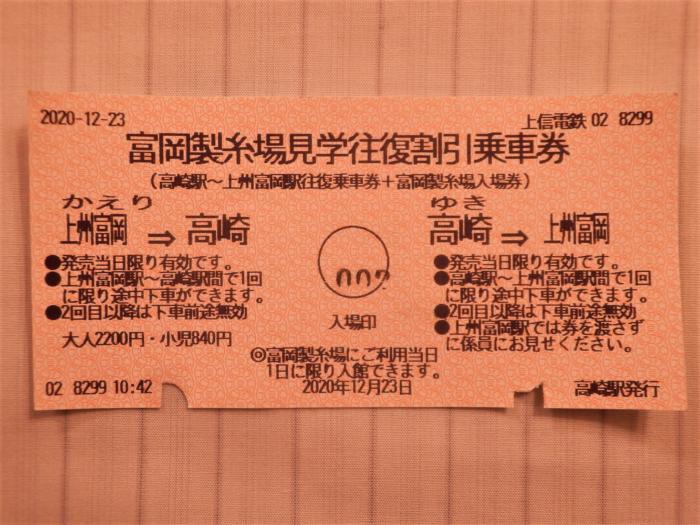 2020-12-23
上信電鉄 02 8299
富岡製糸場見学往復割引乗車券
（高崎駅～上州富岡駅往復乗車券＋富岡製糸場入場券）
かえり
上州富岡 ⇒ 高崎
●発売当日限り有効です。
●上州富岡駅～高崎駅間で1回
に限り途中下車ができます。
●2回目以降は下車前途無効
大人2200円・小児840円
ゆき
高崎 ⇒ 上州富岡
●発売当日限り有効です。
●高崎駅～上州富岡駅間で1回
に限り途中下車ができます。
●2回目以降は下車前途無効
●上州富岡駅では券を渡さず
に係員にお見せください。
入場印
◎富岡製糸場にご利用当日
1日に限り入館できます。
2020年12月23日
02 8299 10:42
高崎駅発行